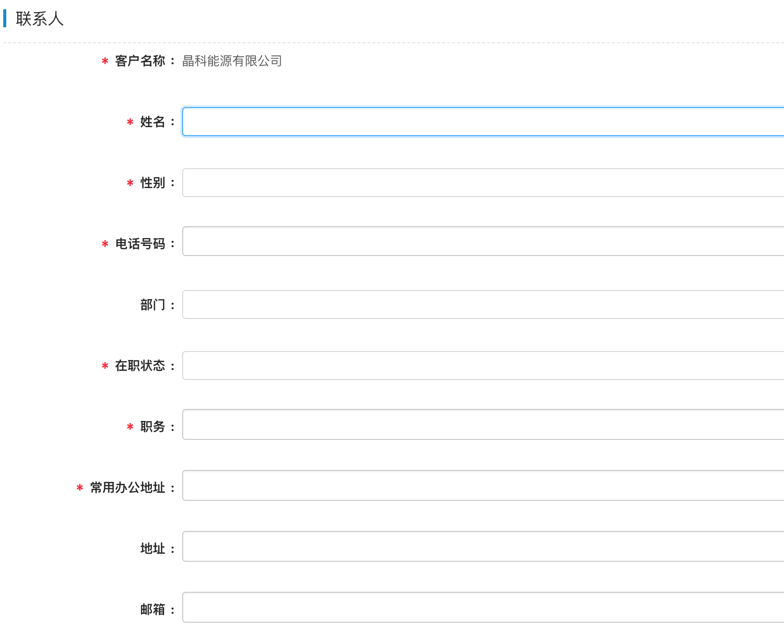 联系人
* 客户名称 : 晶科能源有限公司
* 姓名 :
* 性别 :
* 电话号码 :
部门 :
* 在职状态 :
* 职务 :
* 常用办公地址 :
地址 :
邮箱 :